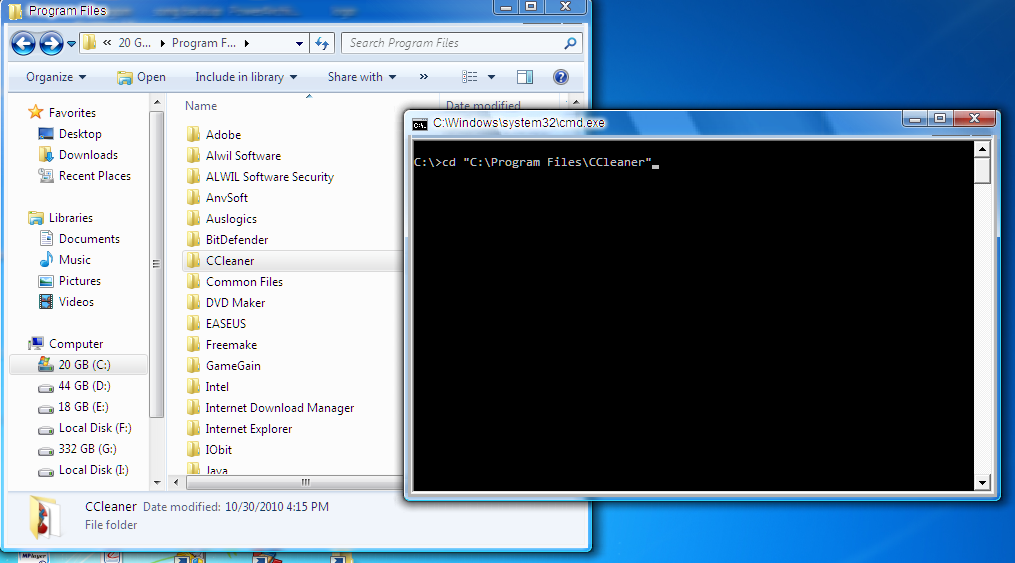 Program Files
« 20 G... Program F...
Search Program Files
Organize Open Include in library Share with »
Favorites
Desktop
Downloads
Recent Places
Libraries
Documents
Music
Pictures
Videos
Computer
20 GB (C:)
44 GB (D:)
18 GB (E:)
Local Disk (F:)
332 GB (G:)
Local Disk (I:)
Name Date modified
Adobe
Alwil Software
ALWIL Software Security
AnvSoft
Auslogics
BitDefender
CCleaner
Common Files
DVD Maker
EASEUS
Freemake
GameGain
Intel
Internet Download Manager
Internet Explorer
IObit
Java
CCleaner Date modified: 10/30/2010 4:15 PM
File folder
C:\Windows\system32\cmd.exe
C:\>cd "C:\Program Files\CCleaner"_
MPlayer